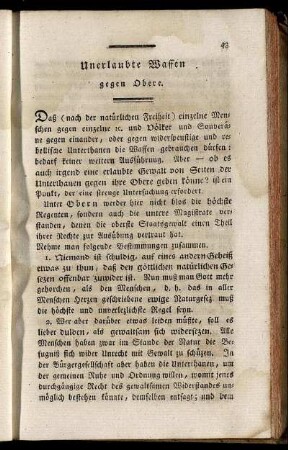 43
Unerlaubte Waffen
gegen Obere.
Daß (nach der natürlichen Freiheit) einzelne Men-
schen gegen einzelne ꝛc. und Völker und Souverä-
ne gegen einander, oder gegen widerspenstige und re-
bellische Unterthanen die Waffen gebrauchen dürfen:
bedarf keiner weitern Ausführung. Aber — ob es
auch irgend eine erlaubte Gewalt von Seiten der
Unterthanen gegen ihre Obere geben könne? ist ein
Punkt, der eine strenge Untersuchung erfordert.
Unter Obern werden hier nicht blos die höchste
Regenten, sondern auch die untere Magistrate ver-
standen, denen die oberste Staatsgewalt einen Theil
ihrer Rechte zur Ausübung vertraut hat.
Nehme man folgende Bestimmungen zusammen.
1. Niemand ist schuldig, auf eines andern Geheiß
etwas zu thun, daß den göttlichen natürlichen Ge-
sezen offenbar zuwider ist. Nun muß man Gott mehr
gehorchen, als den Menschen, d. h. das in aller
Menschen Herzen geschriebene ewige Naturgesez muß
die höchste und unverlezlichste Regel seyn.
2. Wer aber darüber etwas leiden müßte, soll es
lieber dulden, als gewaltsam sich widersezen. Alle
Menschen haben zwar im Stande der Natur die Be-
fugniß sich wider Unrecht mit Gewalt zu schüzen. In
der Bürgergesellschaft aber haben die Unterthanen, um
der gemeinen Ruhe und Ordnung willen, womit jenes
durchgängige Recht des gewaltsamen Widerstandes un-
möglich bestehen könnte, demselben entsagt; und dem